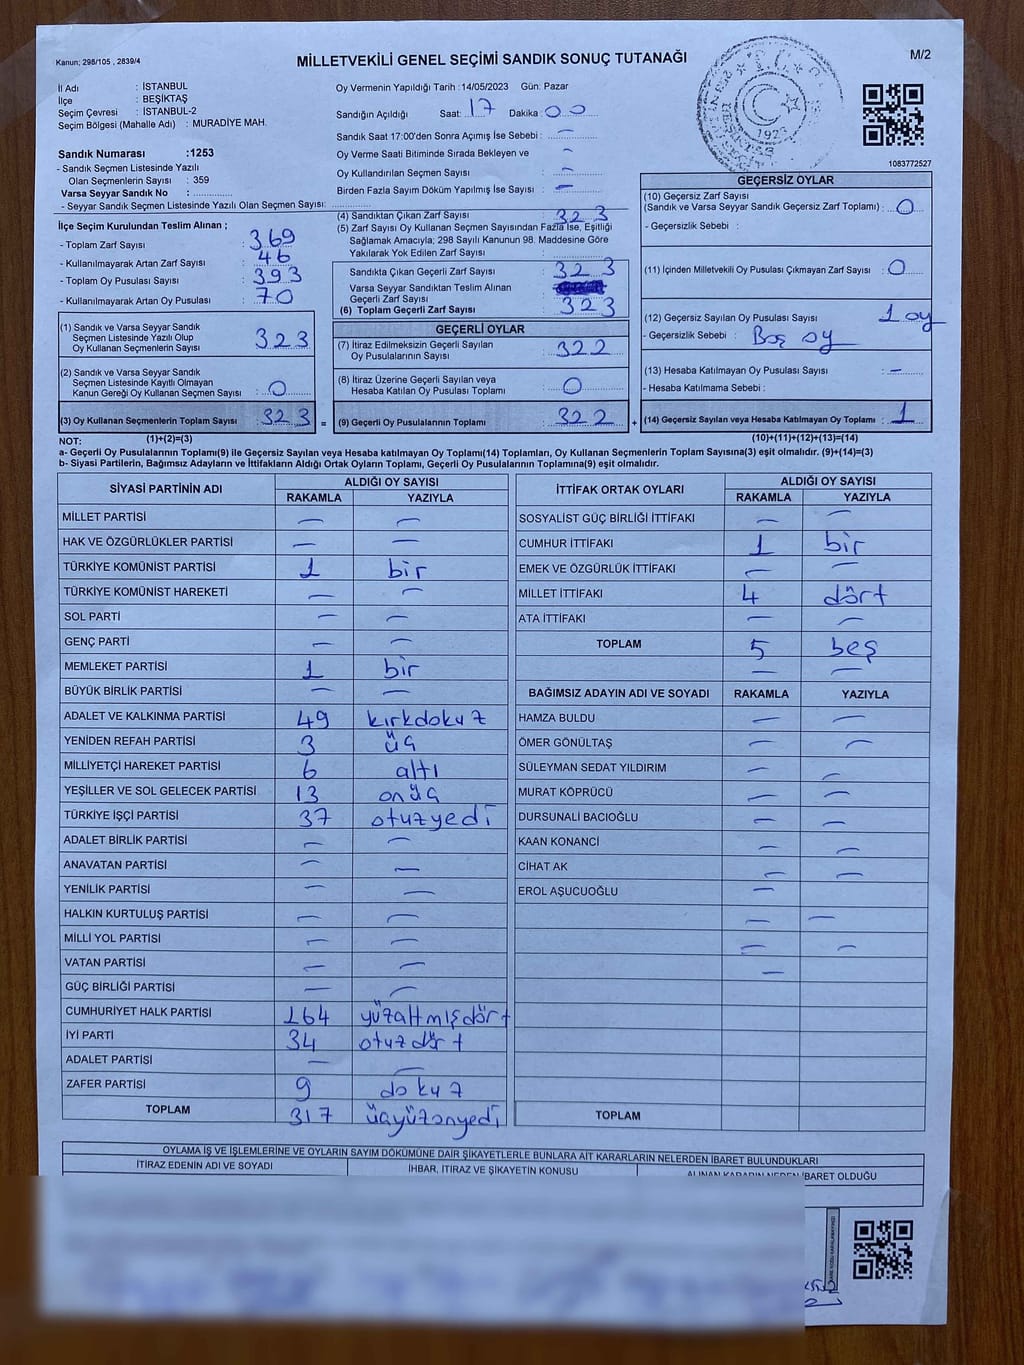 Kanun; 298/105 , 2839/4
MİLLETVEKİLİ GENEL SEÇİMİ SANDIK SONUÇ TUTANAĞI
M/2
İl Adı : İSTANBUL
İlçe : BEŞİKTAŞ
Seçim Çevresi : İSTANBUL-2
Seçim Bölgesi (Mahalle Adı) : MURADİYE MAH.
Sandık Numarası :1253
- Sandık Seçmen Listesinde Yazılı
Olan Seçmenlerin Sayısı : 359
Varsa Seyyar Sandık No :
- Seyyar Sandık Seçmen Listesinde Yazılı Olan Seçmen Sayısı:
Oy Vermenin Yapıldığı Tarih : 14/05/2023 Gün: Pazar
Sandığın Açıldığı Saat: 17 Dakika: 00
Sandık Saat 17:00'den Sonra Açımış İse Sebebi : –
Oy Verme Saati Bitiminde Sırada Bekleyen ve
Oy Kullandırılan Seçmen Sayısı : –
Birden Fazla Sayım Döküm Yapılmış İse Sayısı : –
1923
1083772527
İlçe Seçim Kurulundan Teslim Alınan ;
- Toplam Zarf Sayısı : 369
- Kullanılmayarak Artan Zarf Sayısı : 46
- Toplam Oy Pusulası Sayısı : 393
- Kullanılmayarak Artan Oy Pusulası : 70
(4) Sandıktan Çıkan Zarf Sayısı : 323
(5) Zarf Sayısı Oy Kullanan Seçmen Sayısından Fazla İse, Eşitliği
Sağlamak Amacıyla; 298 Sayılı Kanunun 98. Maddesine Göre
Yakılarak Yok Edilen Zarf Sayısı :
Sandıkta Çıkan Geçerli Zarf Sayısı : 323
Varsa Seyyar Sandıktan Teslim Alınan
Geçerli Zarf Sayısı :
(6) Toplam Geçerli Zarf Sayısı : 323
GEÇERSİZ OYLAR
(10) Geçersiz Zarf Sayısı
(Sandık ve Varsa Seyyar Sandık Geçersiz Zarf Toplamı) : 0
- Geçersizlik Sebebi :
(11) İçinden Milletvekili Oy Pusulası Çıkmayan Zarf Sayısı : 0
(12) Geçersiz Sayılan Oy Pusulası Sayısı : 1 oy
- Geçersizlik Sebebi : Boş oy
(13) Hesaba Katılmayan Oy Pusulası Sayısı : –
- Hesaba Katılmama Sebebi :
(1) Sandık ve Varsa Seyyar Sandık
Seçmen Listesinde Yazılı Olup
Oy Kullanan Seçmenlerin Sayısı : 323
(2) Sandık ve Varsa Seyyar Sandık
Seçmen Listesinde Kayıtlı Olmayan
Kanun Gereği Oy Kullanan Seçmen Sayısı : 0
(3) Oy Kullanan Seçmenlerin Toplam Sayısı : 323 =
GEÇERLİ OYLAR
(7) İtiraz Edilmeksizin Geçerli Sayılan
Oy Pusulalarının Sayısı : 322
(8) İtiraz Üzerine Geçerli Sayılan veya
Hesaba Katılan Oy Pusulası Toplamı : 0
(9) Geçerli Oy Pusulalarının Toplamı : 322 +
(14) Geçersiz Sayılan veya Hesaba Katılmayan Oy Toplamı : 1
NOT: (1)+(2)=(3) (10)+(11)+(12)+(13)=(14)
a- Geçerli Oy Pusulalarının Toplamı(9) ile Geçersiz Sayılan veya Hesaba Katılmayan Oy Toplamı(14) Toplamları, Oy Kullanan Seçmenlerin Toplam Sayısına(3) eşit olmalıdır. (9)+(14)=(3)
b- Siyasi Partilerin, Bağımsız Adayların ve İttifakların Aldığı Ortak Oyların Toplamı, Geçerli Oy Pusulalarının Toplamına(9) eşit olmalıdır.
SİYASİ PARTİNİN ADI ALDIĞI OY SAYISI
RAKAMLA YAZIYLA
MİLLET PARTİSİ – –
HAK VE ÖZGÜRLÜKLER PARTİSİ – –
TÜRKİYE KOMÜNİST PARTİSİ 1 bir
TÜRKİYE KOMÜNİST HAREKETİ – –
SOL PARTİ – –
GENÇ PARTİ – –
MEMLEKET PARTİSİ 1 bir
BÜYÜK BİRLİK PARTİSİ – –
ADALET VE KALKINMA PARTİSİ 49 kırkdokuz
YENİDEN REFAH PARTİSİ 3 üç
MİLLİYETÇİ HAREKET PARTİSİ 6 altı
YEŞİLLER VE SOL GELECEK PARTİSİ 13 onüç
TÜRKİYE İŞÇİ PARTİSİ 37 otuzyedi
ADALET BİRLİK PARTİSİ – –
ANAVATAN PARTİSİ – –
YENİLİK PARTİSİ – –
HALKIN KURTULUŞ PARTİSİ – –
MİLLİ YOL PARTİSİ – –
VATAN PARTİSİ – –
GÜÇ BİRLİĞİ PARTİSİ – –
CUMHURİYET HALK PARTİSİ 164 yüzaltmışdört
İYİ PARTİ 34 otuzdört
ADALET PARTİSİ – –
ZAFER PARTİSİ 9 dokuz
TOPLAM 317 üçyüzonyedi
İTTİFAK ORTAK OYLARI ALDIĞI OY SAYISI
RAKAMLA YAZIYLA
SOSYALİST GÜÇ BİRLİĞİ İTTİFAKI – –
CUMHUR İTTİFAKI 1 bir
EMEK VE ÖZGÜRLÜK İTTİFAKI – –
MİLLET İTTİFAKI 4 dört
ATA İTTİFAKI – –
TOPLAM 5 beş
– –
BAĞIMSIZ ADAYIN ADI VE SOYADI RAKAMLA YAZIYLA
HAMZA BULDU – –
ÖMER GÖNÜLTAŞ – –
SÜLEYMAN SEDAT YILDIRIM – –
MURAT KÖPRÜCÜ – –
DURSUNALİ BACIOĞLU – –
KAAN KONANCİ – –
CİHAT AK – –
EROL AŞUCUOĞLU –
– –
– –
–
TOPLAM
OYLAMA İŞ VE İŞLEMLERİNE VE OYLARIN SAYIM DÖKÜMÜNE DAİR ŞİKAYETLERLE BUNLARA AİT KARARLARIN NELERDEN İBARET BULUNDUKLARI
İTİRAZ EDENİN ADI VE SOYADI İHBAR, İTİRAZ VE ŞİKAYETİN KONUSU ALINAN KARARIN NEDEN İBARET OLDUĞU